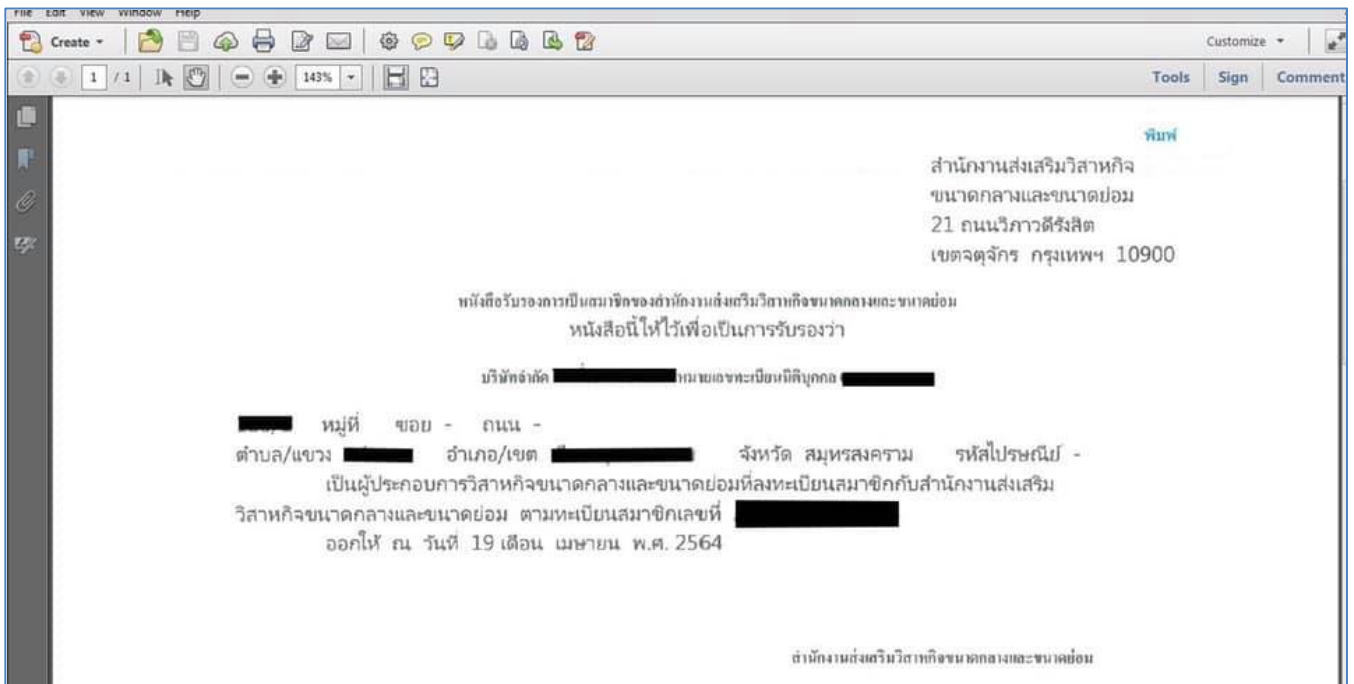 File Edit View Window Help
Create Customize
1 / 1 143% Tools Sign Comment
พิมพ์
สำนักงานส่งเสริมวิสาหกิจ
ขนาดกลางและขนาดย่อม
21 ถนนวิภาวดีรังสิต
เขตจตุจักร กรุงเทพฯ 10900
หนังสือรับรองการเป็นสมาชิกของสำนักงานส่งเสริมวิสาหกิจขนาดกลางและขนาดย่อม
หนังสือนี้ให้ไว้เพื่อเป็นการรับรองว่า
บริษัทจำกัด หมายเลขทะเบียนนิติบุคคล
หมู่ที่ ซอย - ถนน -
ตำบล/แขวง อำเภอ/เขต จังหวัด สมุทรสงคราม รหัสไปรษณีย์ -
เป็นผู้ประกอบการวิสาหกิจขนาดกลางและขนาดย่อมที่ลงทะเบียนสมาชิกกับสำนักงานส่งเสริม
วิสาหกิจขนาดกลางและขนาดย่อม ตามทะเบียนสมาชิกเลขที่
ออกให้ ณ วันที่ 19 เดือน เมษายน พ.ศ. 2564
สำนักงานส่งเสริมวิสาหกิจขนาดกลางและขนาดย่อม